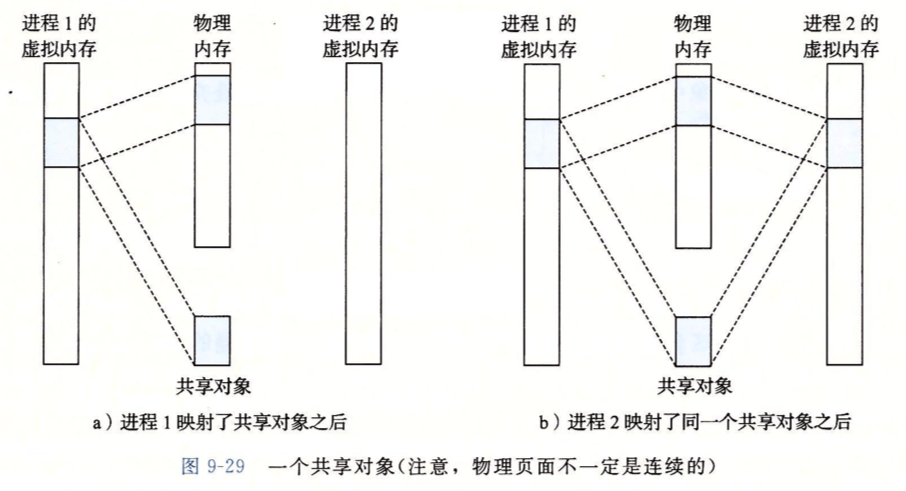 进程1的
虚拟内存
物理
内存
进程2的
虚拟内存
共享对象
a）进程1映射了共享对象之后
进程1的
虚拟内存
物理
内存
进程2的
虚拟内存
共享对象
b）进程2映射了同一个共享对象之后
图 9-29 一个共享对象(注意，物理页面不一定是连续的)